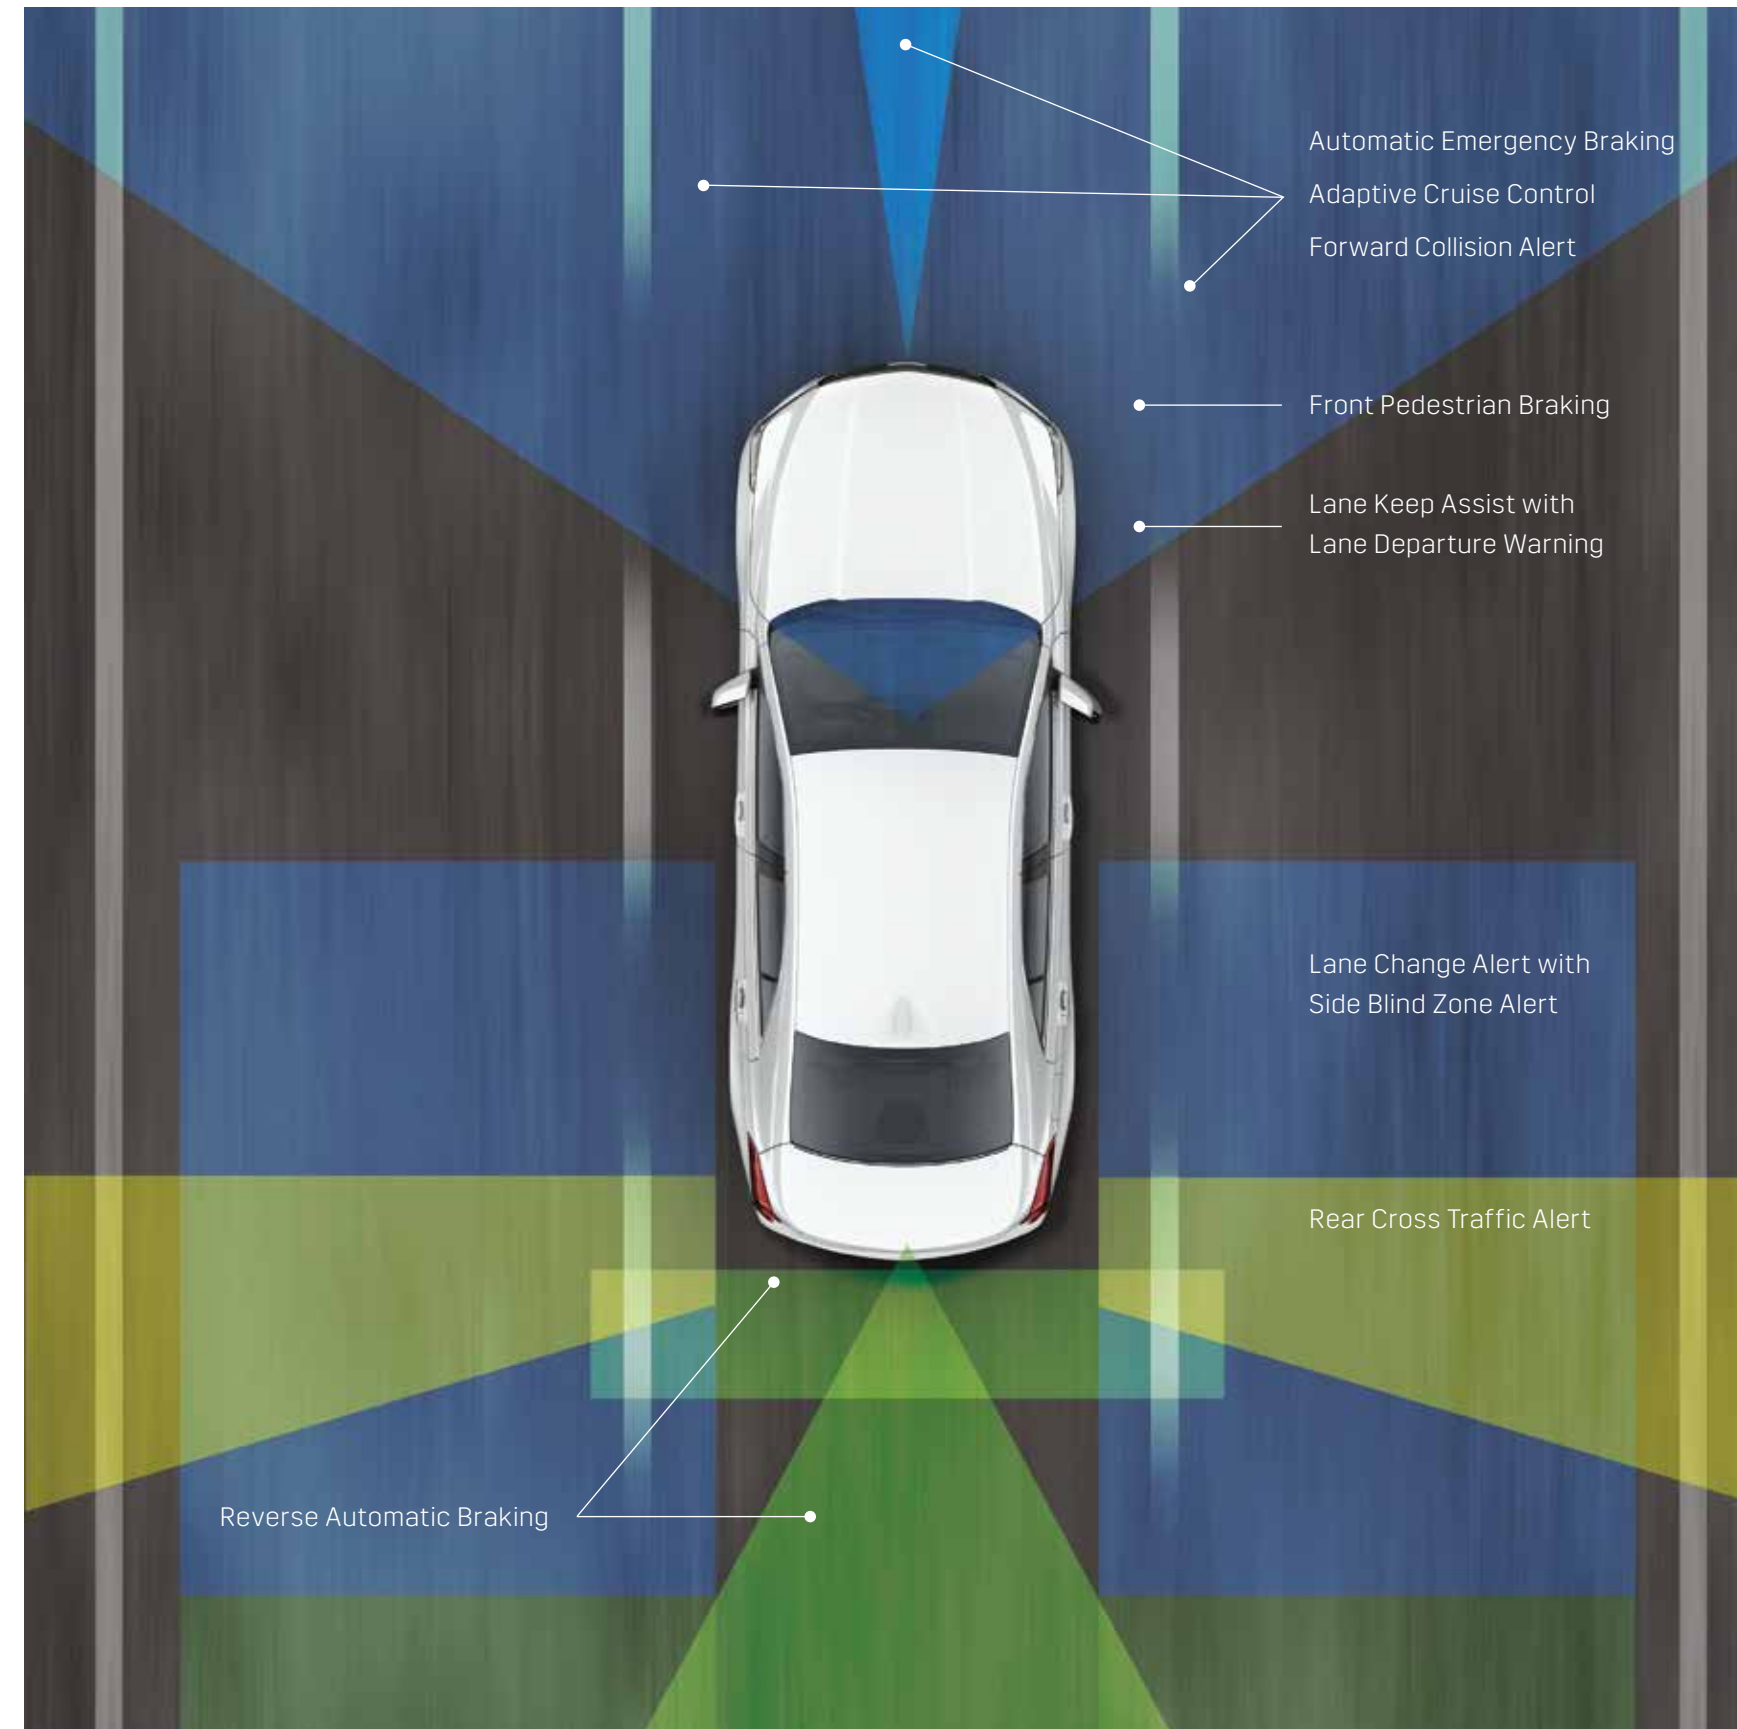 Automatic Emergency Braking
Adaptive Cruise Control
Forward Collision Alert
Front Pedestrian Braking
Lane Keep Assist with
Lane Departure Warning
Lane Change Alert with
Side Blind Zone Alert
Rear Cross Traffic Alert
Reverse Automatic Braking